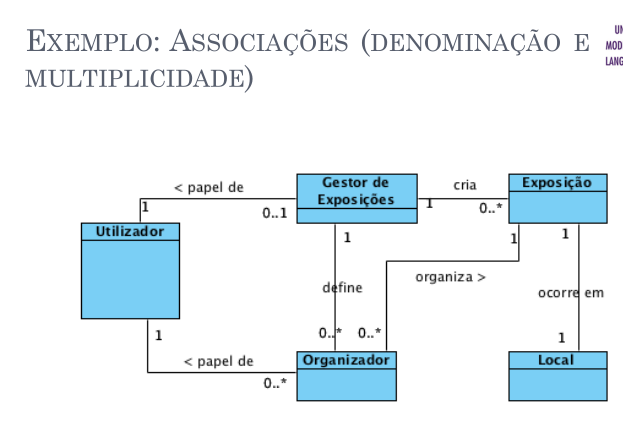 EXEMPLO: ASSOCIAÇÕES (DENOMINAÇÃO E
MULTIPLICIDADE)
UN
MOD
LANG
< papel de
Gestor de
Exposições
cria
Exposição
1
0..1
1
0..*
Utilizador
1
1
1
organiza >
define
ocorre em
1
0..*
0..*
1
< papel de
Organizador
Local
0..*